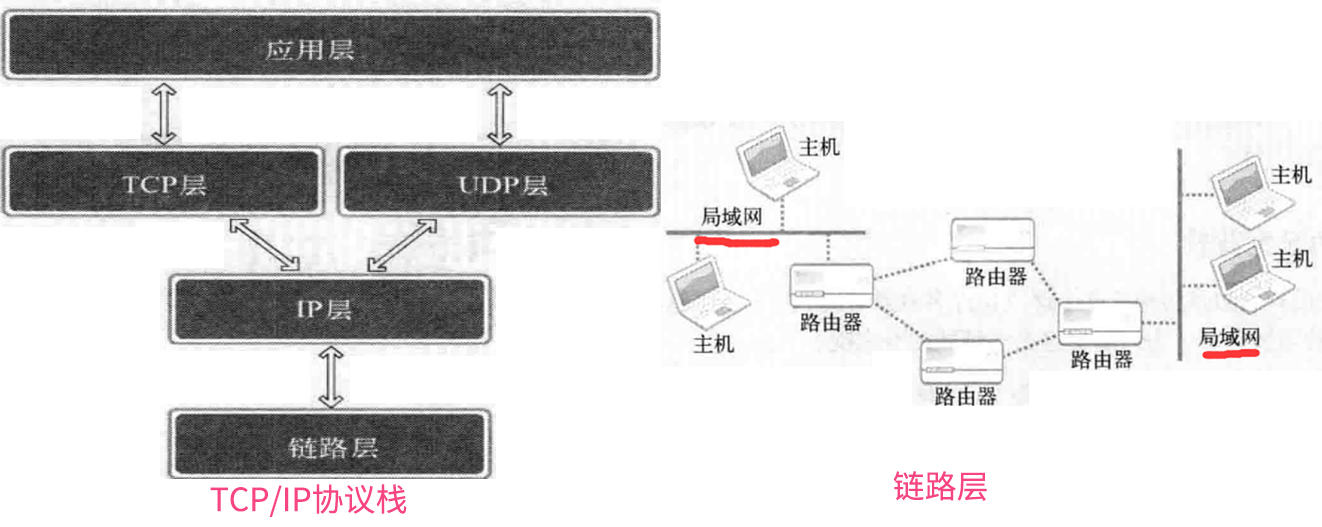 应用层
TCP层
UDP层
IP层
链路层
TCP/IP协议栈
主机
局域网
主机
路由器
路由器
路由器
路由器
主机
主机
局域网
链路层